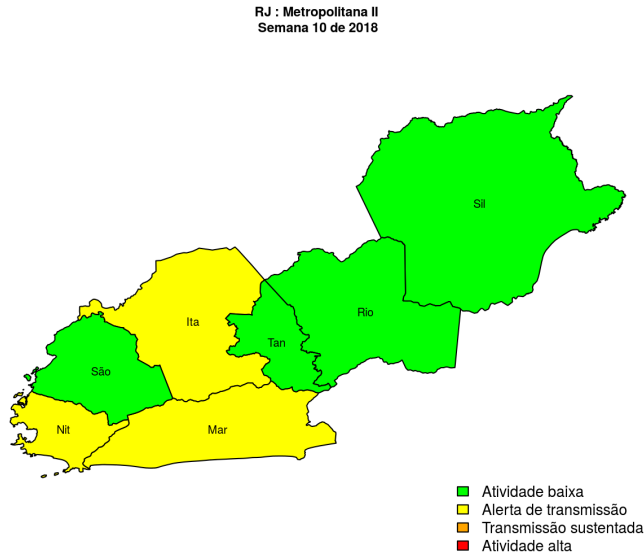 RJ : Metropolitana II
Semana 10 de 2018
Sil
Rio
Ita
Tan
São
Nit
Mar
Atividade baixa
Alerta de transmissão
Transmissão sustentada
Atividade alta